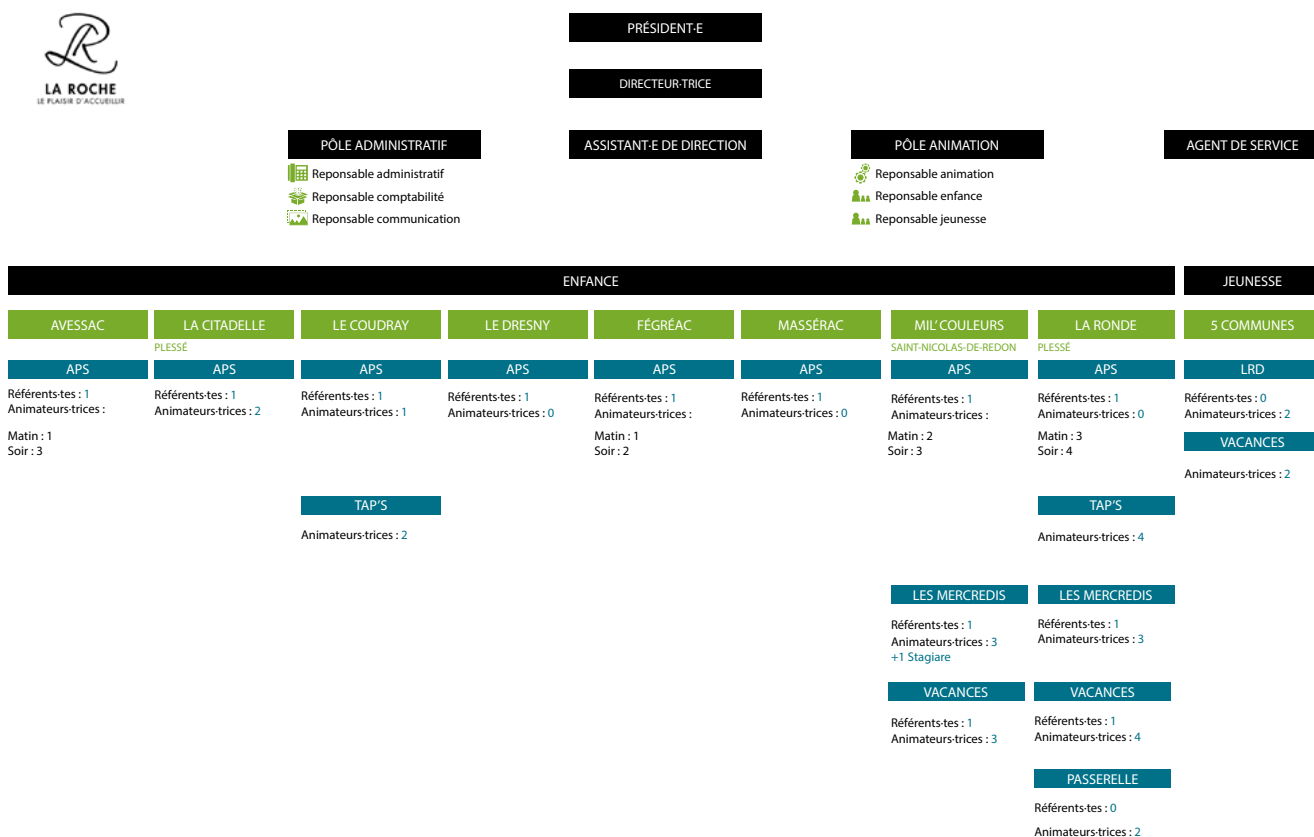 LR
LA ROCHE
LE PLAISIR D'ACCUEILLIR
PRÉSIDENT·E
DIRECTEUR·TRICE
PÔLE ADMINISTRATIF
Reponsable administratif
Reponsable comptabilité
Reponsable communication
ASSISTANT·E DE DIRECTION
PÔLE ANIMATION
Reponsable animation
Reponsable enfance
Reponsable jeunesse
AGENT DE SERVICE
ENFANCE
AVESSAC
APS
Référents·tes : 1
Animateurs·trices :
Matin : 1
Soir : 3
LA CITADELLE
PLESSÉ
APS
Référents·tes : 1
Animateurs·trices : 2
LE COUDRAY
APS
Référents·tes : 1
Animateurs·trices : 1
TAP'S
Animateurs·trices : 2
LE DRESNY
APS
Référents·tes : 1
Animateurs·trices : 0
FÉGRÉAC
APS
Référents·tes : 1
Animateurs·trices :
Matin : 1
Soir : 2
MASSÉRAC
APS
Référents·tes : 1
Animateurs·trices : 0
MIL' COULEURS
SAINT-NICOLAS-DE-REDON
APS
Référents·tes : 1
Animateurs·trices :
Matin : 2
Soir : 3
LES MERCREDIS
Référents·tes : 1
Animateurs·trices : 3
+1 Stagiare
VACANCES
Référents·tes : 1
Animateurs·trices : 3
LA RONDE
PLESSÉ
APS
Référents·tes : 1
Animateurs·trices : 0
Matin : 3
Soir : 4
TAP'S
Animateurs·trices : 4
LES MERCREDIS
Référents·tes : 1
Animateurs·trices : 3
VACANCES
Référents·tes : 1
Animateurs·trices : 4
PASSERELLE
Référents·tes : 0
Animateurs·trices : 2
JEUNESSE
5 COMMUNES
LRD
Référents·tes : 0
Animateurs·trices : 2
VACANCES
Animateurs·trices : 2